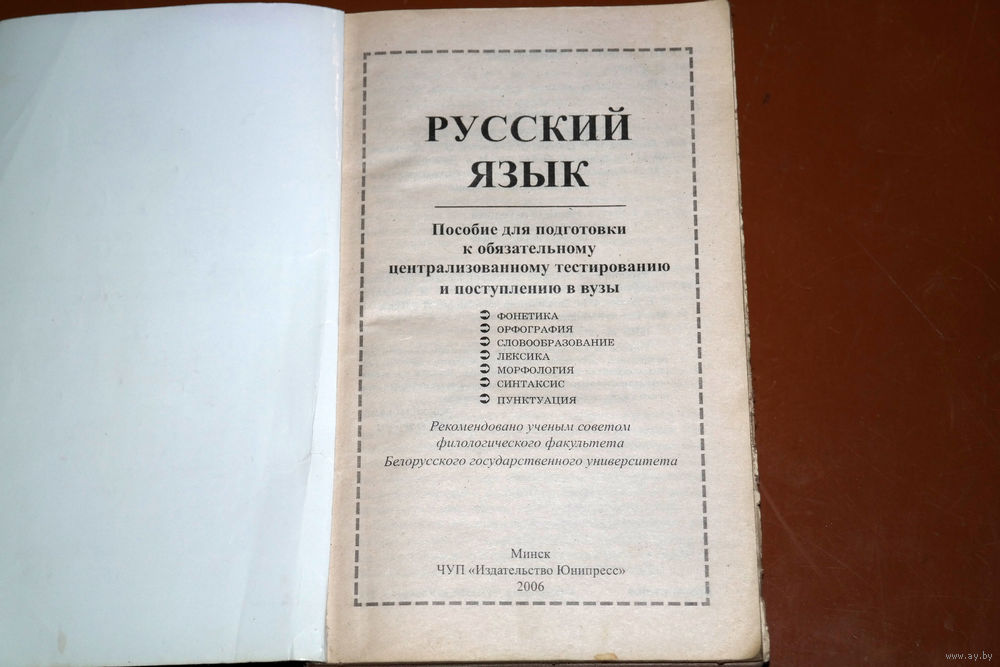 РУССКИЙ
ЯЗЫК
Пособие для подготовки
к обязательному
централизованному тестированию
и поступлению в вузы
➲ ФОНЕТИКА
➲ ОРФОГРАФИЯ
➲ СЛОВООБРАЗОВАНИЕ
➲ ЛЕКСИКА
➲ МОРФОЛОГИЯ
➲ СИНТАКСИС
➲ ПУНКТУАЦИЯ
Рекомендовано ученым советом
филологического факультета
Белорусского государственного университета
Минск
ЧУП «Издательство Юнипресс»
2006
www.ay.by